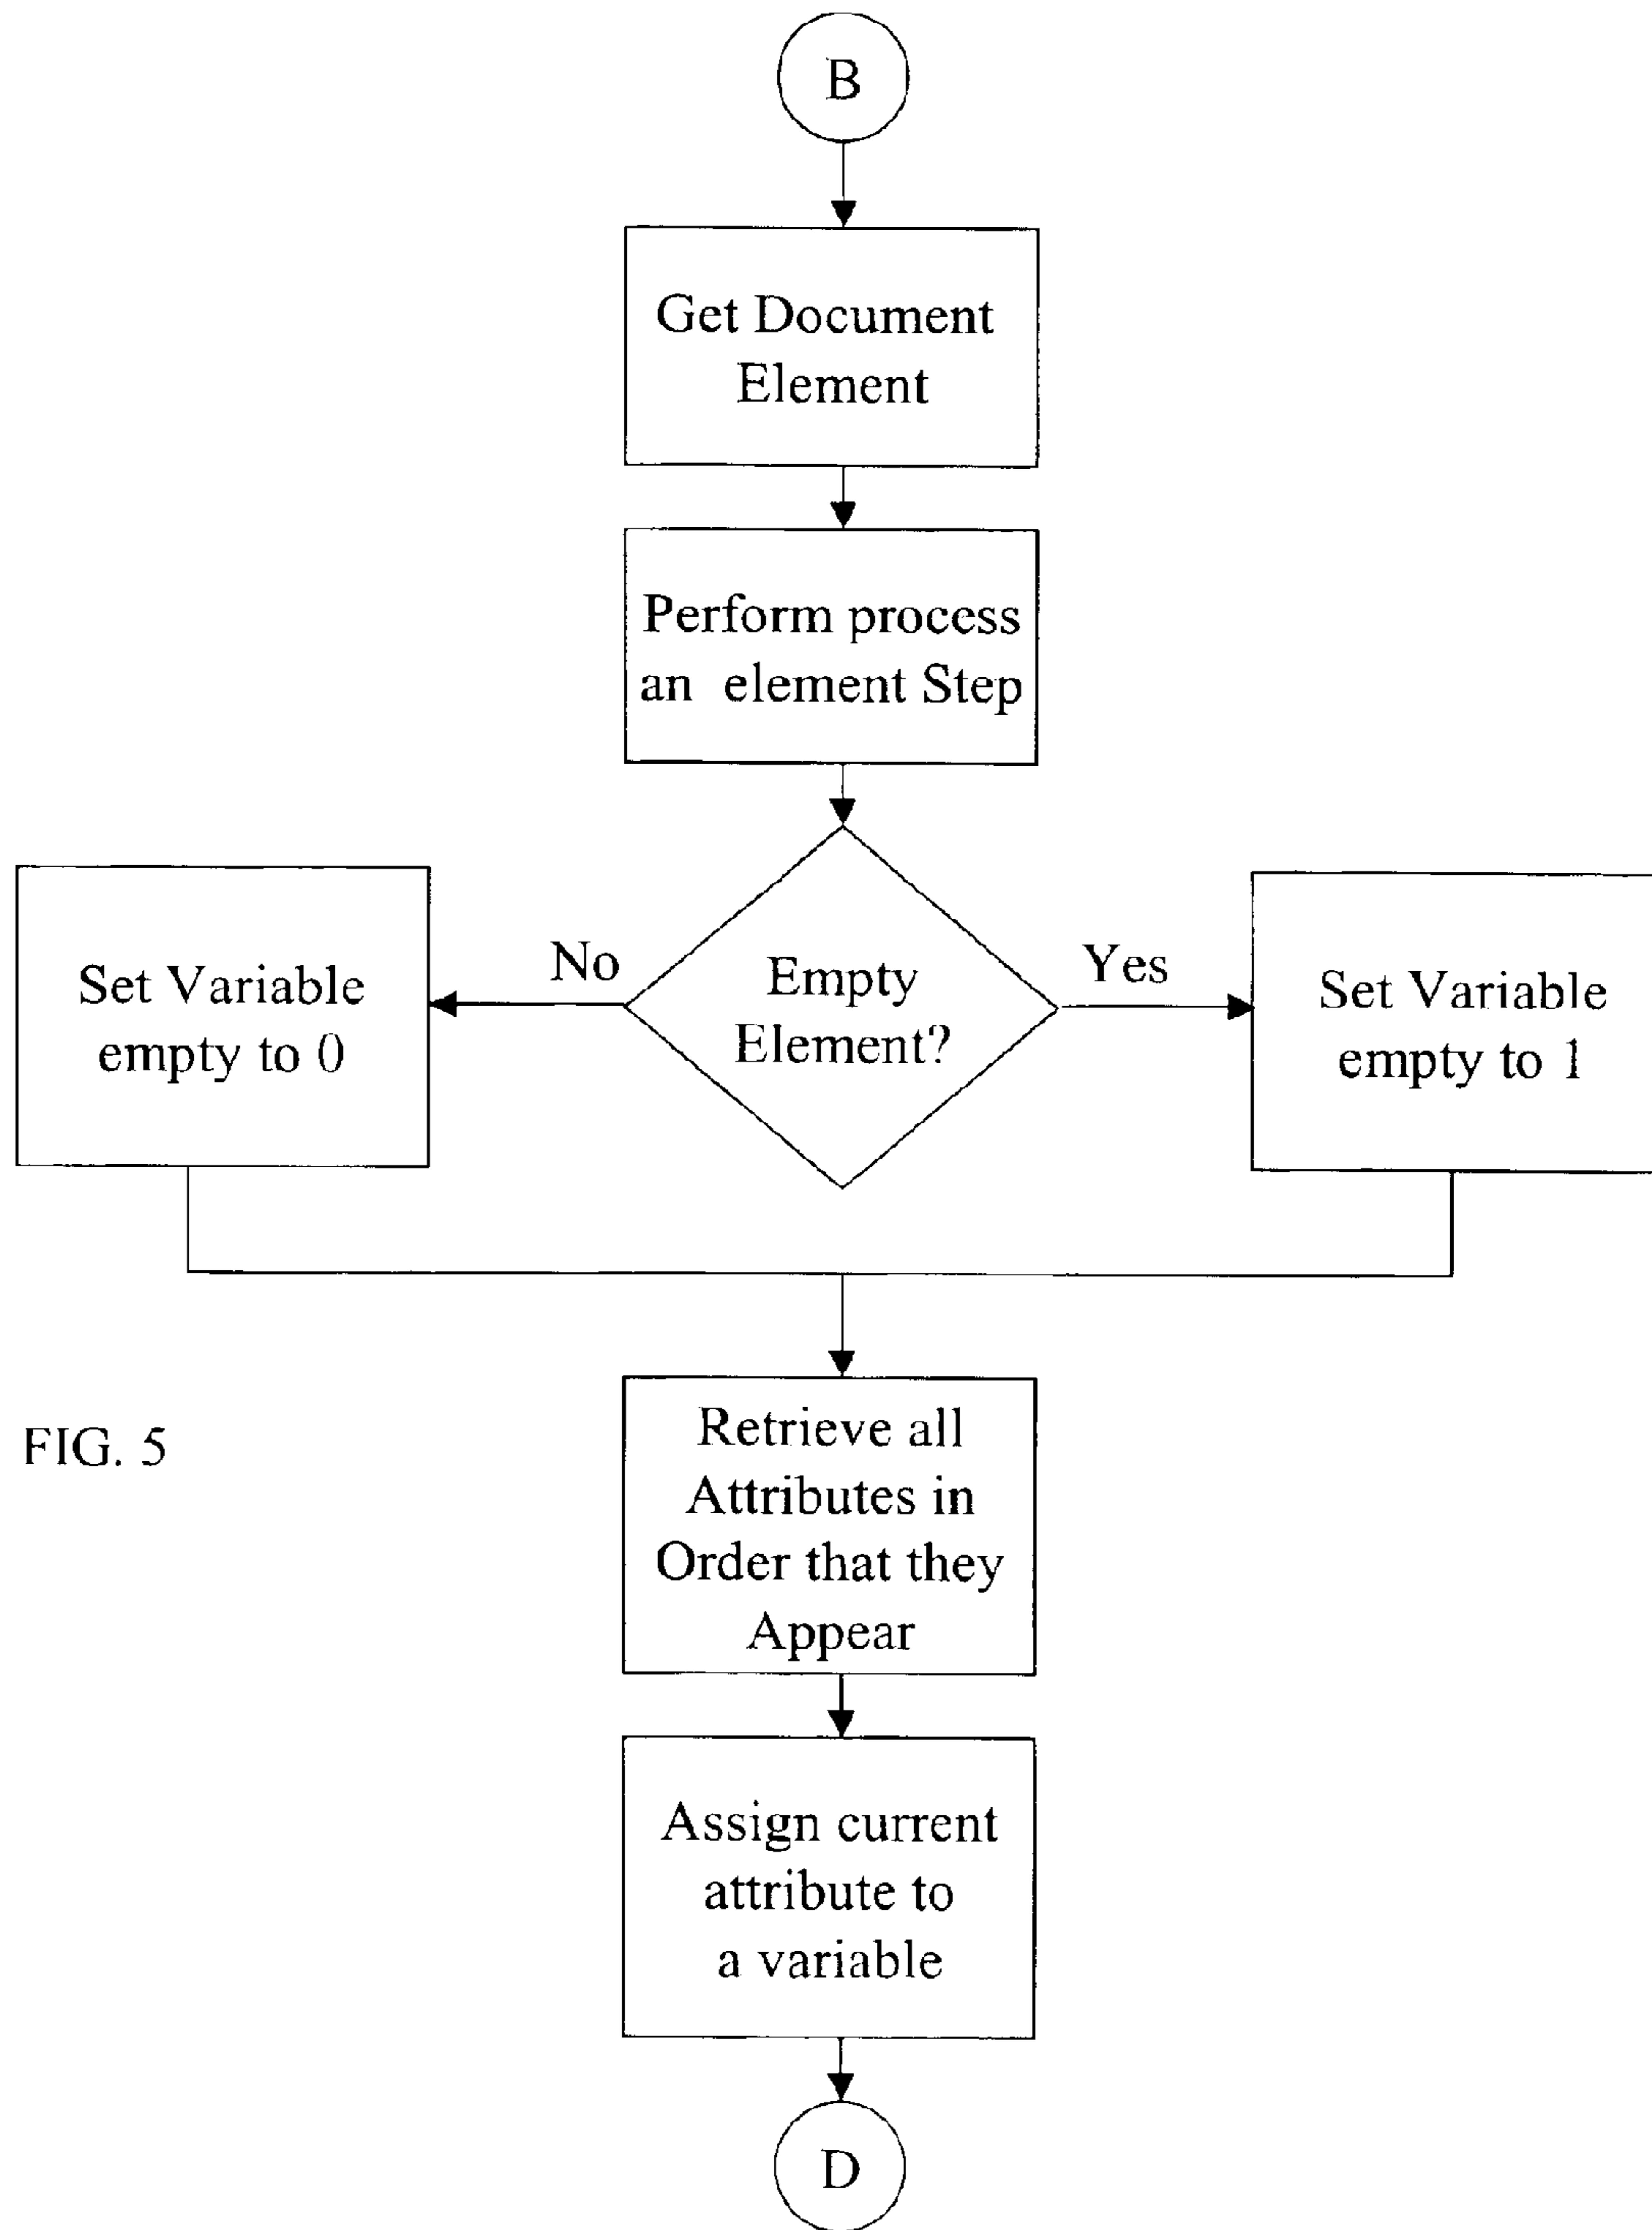 B
Get Document
Element
Perform process
an element Step
No
Empty
Element?
Yes
Set Variable
empty to 0
Set Variable
empty to 1
FIG. 5
Retrieve all
Attributes in
Order that they
Appear
Assign current
attribute to
a variable
D